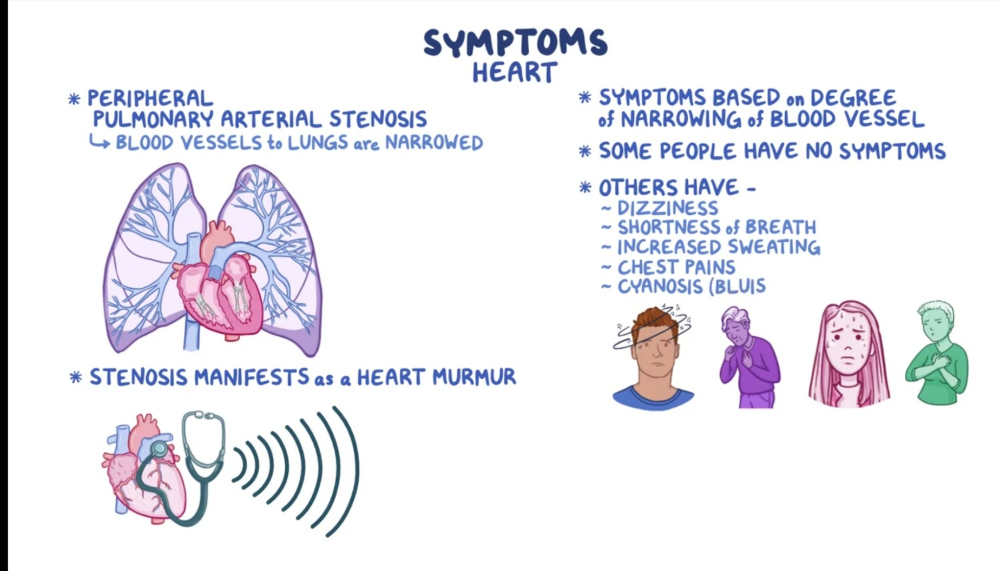 SYMPTOMS
HEART
* PERIPHERAL
PULMONARY ARTERIAL STENOSIS
↳ BLOOD VESSELS to LUNGS are NARROWED
* STENOSIS MANIFESTS as a HEART MURMUR
* SYMPTOMS BASED on DEGREE
of NARROWING of BLOOD VESSEL
* SOME PEOPLE HAVE NO SYMPTOMS
* OTHERS HAVE -
~ DIZZINESS
~ SHORTNESS of BREATH
~ INCREASED SWEATING
~ CHEST PAINS
~ CYANOSIS (BLUIS